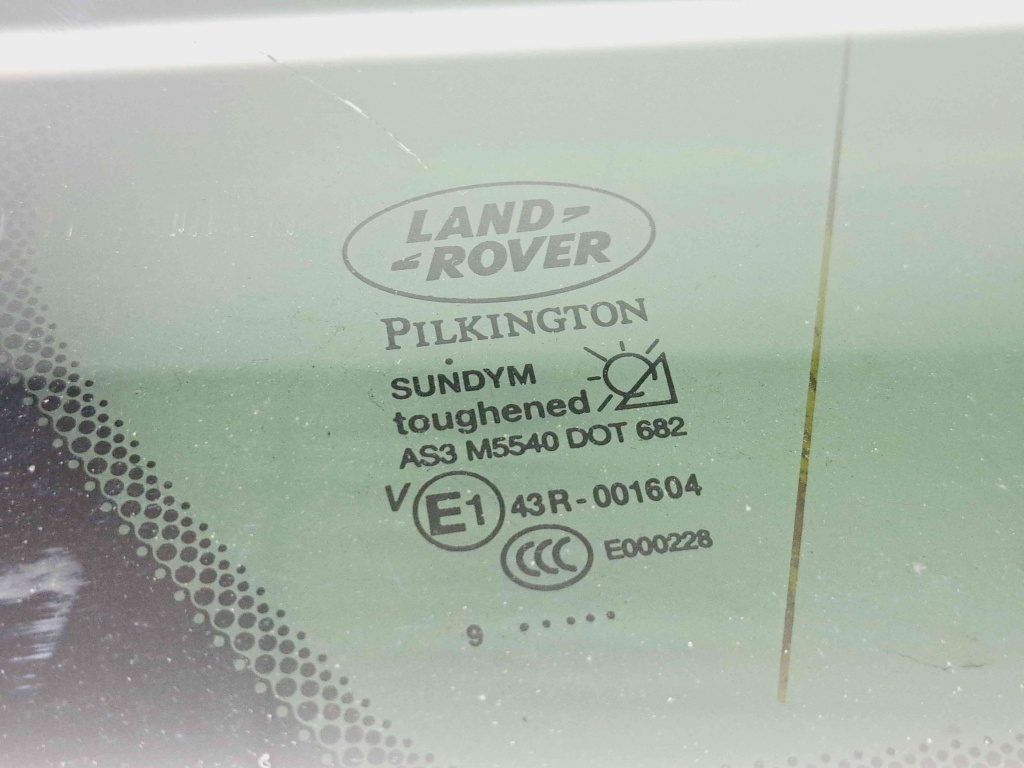 LAND
ROVER
PILKINGTON
SUNDYM
toughened
AS3 M5540 DOT 682
V E1 43R-001604
CCC E000228
9 .....